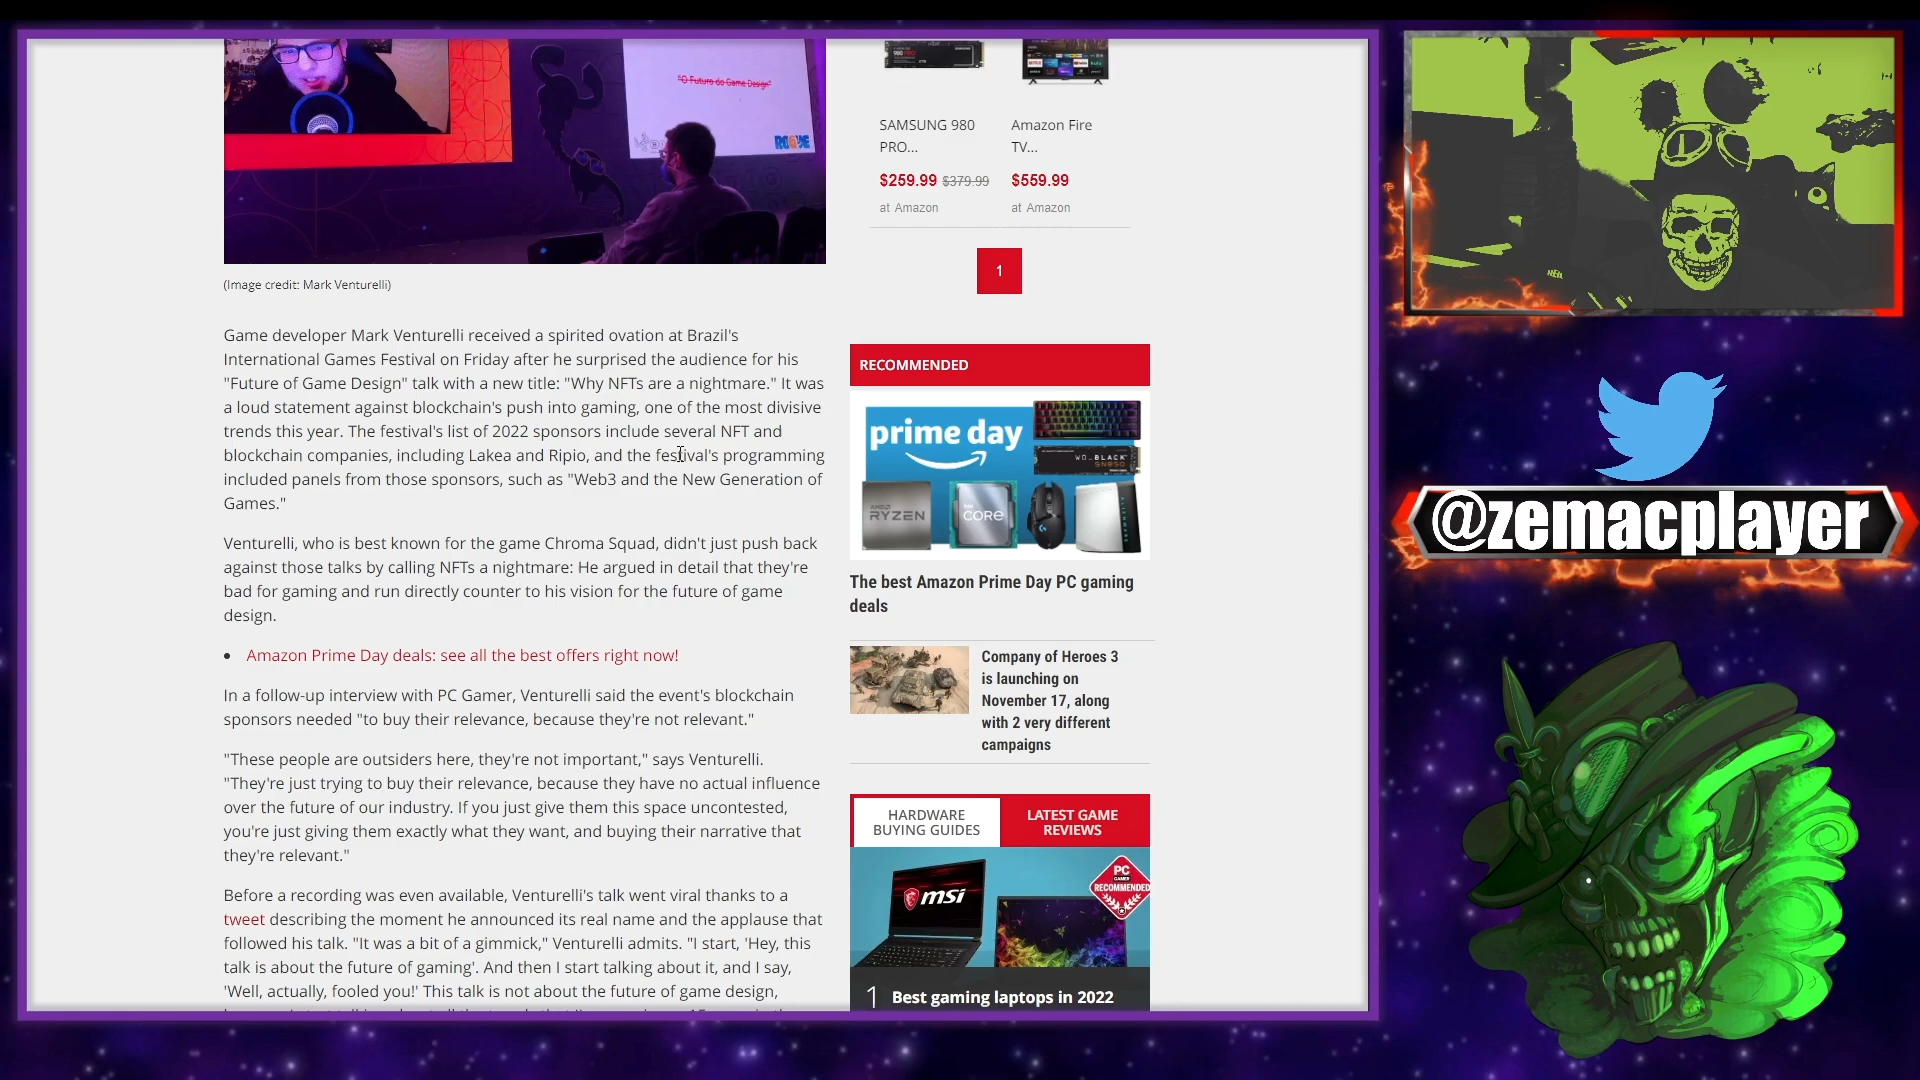 "O Futuro do Game Design"
ROGUE
(Image credit: Mark Venturelli)
Game developer Mark Venturelli received a spirited ovation at Brazil's
International Games Festival on Friday after he surprised the audience for his
"Future of Game Design" talk with a new title: "Why NFTs are a nightmare." It was
a loud statement against blockchain's push into gaming, one of the most divisive
trends this year. The festival's list of 2022 sponsors include several NFT and
blockchain companies, including Lakea and Ripio, and the festival's programming
included panels from those sponsors, such as "Web3 and the New Generation of
Games."
Venturelli, who is best known for the game Chroma Squad, didn't just push back
against those talks by calling NFTs a nightmare: He argued in detail that they're
bad for gaming and run directly counter to his vision for the future of game
design.
• Amazon Prime Day deals: see all the best offers right now!
In a follow-up interview with PC Gamer, Venturelli said the event's blockchain
sponsors needed "to buy their relevance, because they're not relevant."
"These people are outsiders here, they're not important," says Venturelli.
"They're just trying to buy their relevance, because they have no actual influence
over the future of our industry. If you just give them this space uncontested,
you're just giving them exactly what they want, and buying their narrative that
they're relevant."
Before a recording was even available, Venturelli's talk went viral thanks to a
tweet describing the moment he announced its real name and the applause that
followed his talk. "It was a bit of a gimmick," Venturelli admits. "I start, 'Hey, this
talk is about the future of gaming'. And then I start talking about it, and I say,
'Well, actually, fooled you!' This talk is not about the future of game design,
SAMSUNG 980
PRO...
$259.99 $379.99
at Amazon
Amazon Fire
TV...
$559.99
at Amazon
1
RECOMMENDED
prime day
WD_BLACK
SN850
AMD
RYZEN
intel
CORE
The best Amazon Prime Day PC gaming
deals
Company of Heroes 3
is launching on
November 17, along
with 2 very different
campaigns
HARDWARE
BUYING GUIDES
LATEST GAME
REVIEWS
msi
PC
GAMER
RECOMMENDED
1 Best gaming laptops in 2022
@zemacplayer